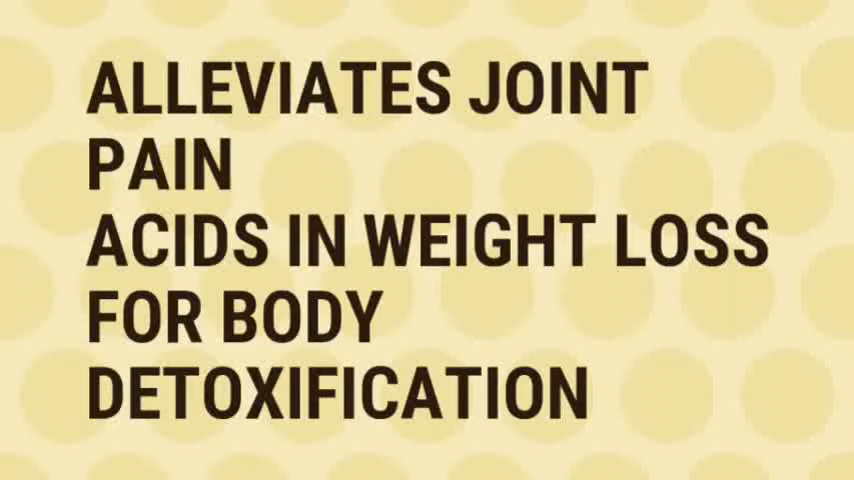 ALLEVIATES JOINT
PAIN
ACIDS IN WEIGHT LOSS
FOR BODY
DETOXIFICATION